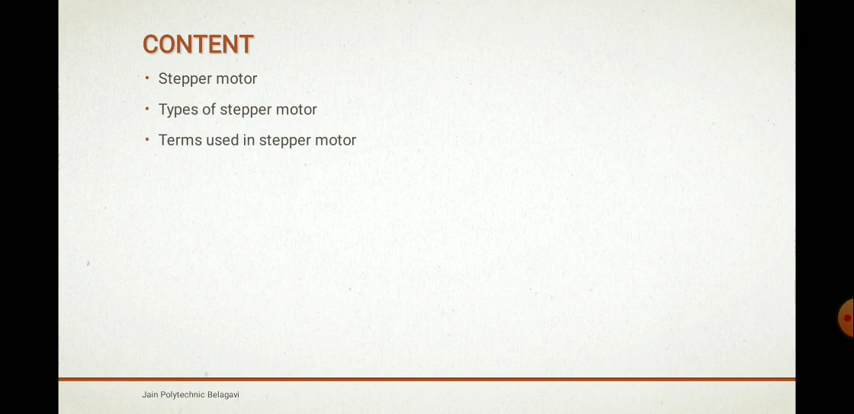 CONTENT
• Stepper motor
• Types of stepper motor
• Terms used in stepper motor
Jain Polytechnic Belagavi